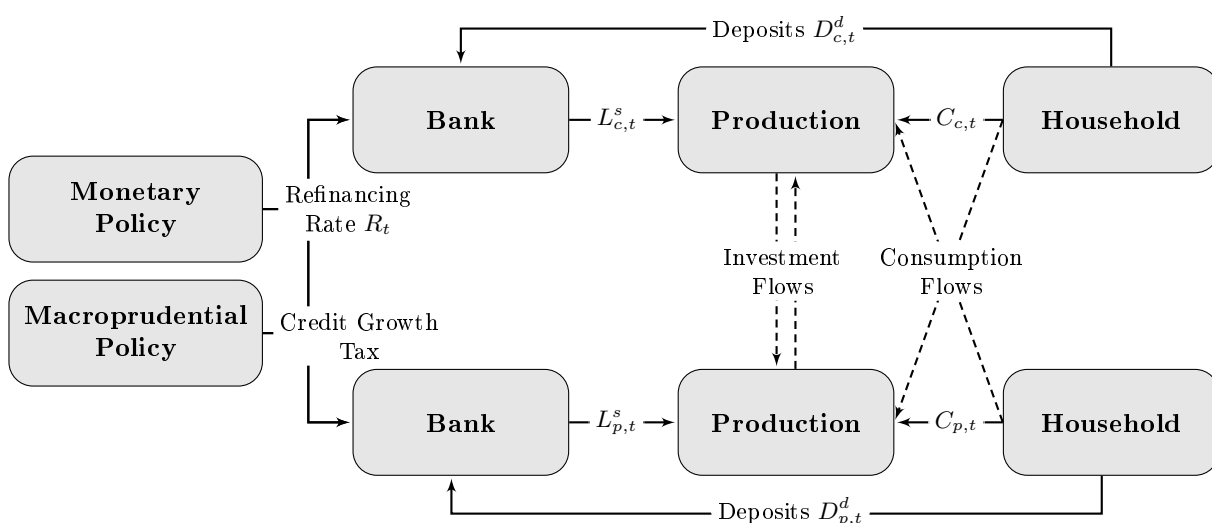 Deposits $D^d_{c,t}$
Bank
$L^s_{c,t}$
Production
$C_{c,t}$
Household
Monetary
Policy
Refinancing
Rate $R_t$
Investment
Flows
Consumption
Flows
Macroprudential
Policy
Credit Growth
Tax
Bank
$L^s_{p,t}$
Production
$C_{p,t}$
Household
Deposits $D^d_{p,t}$